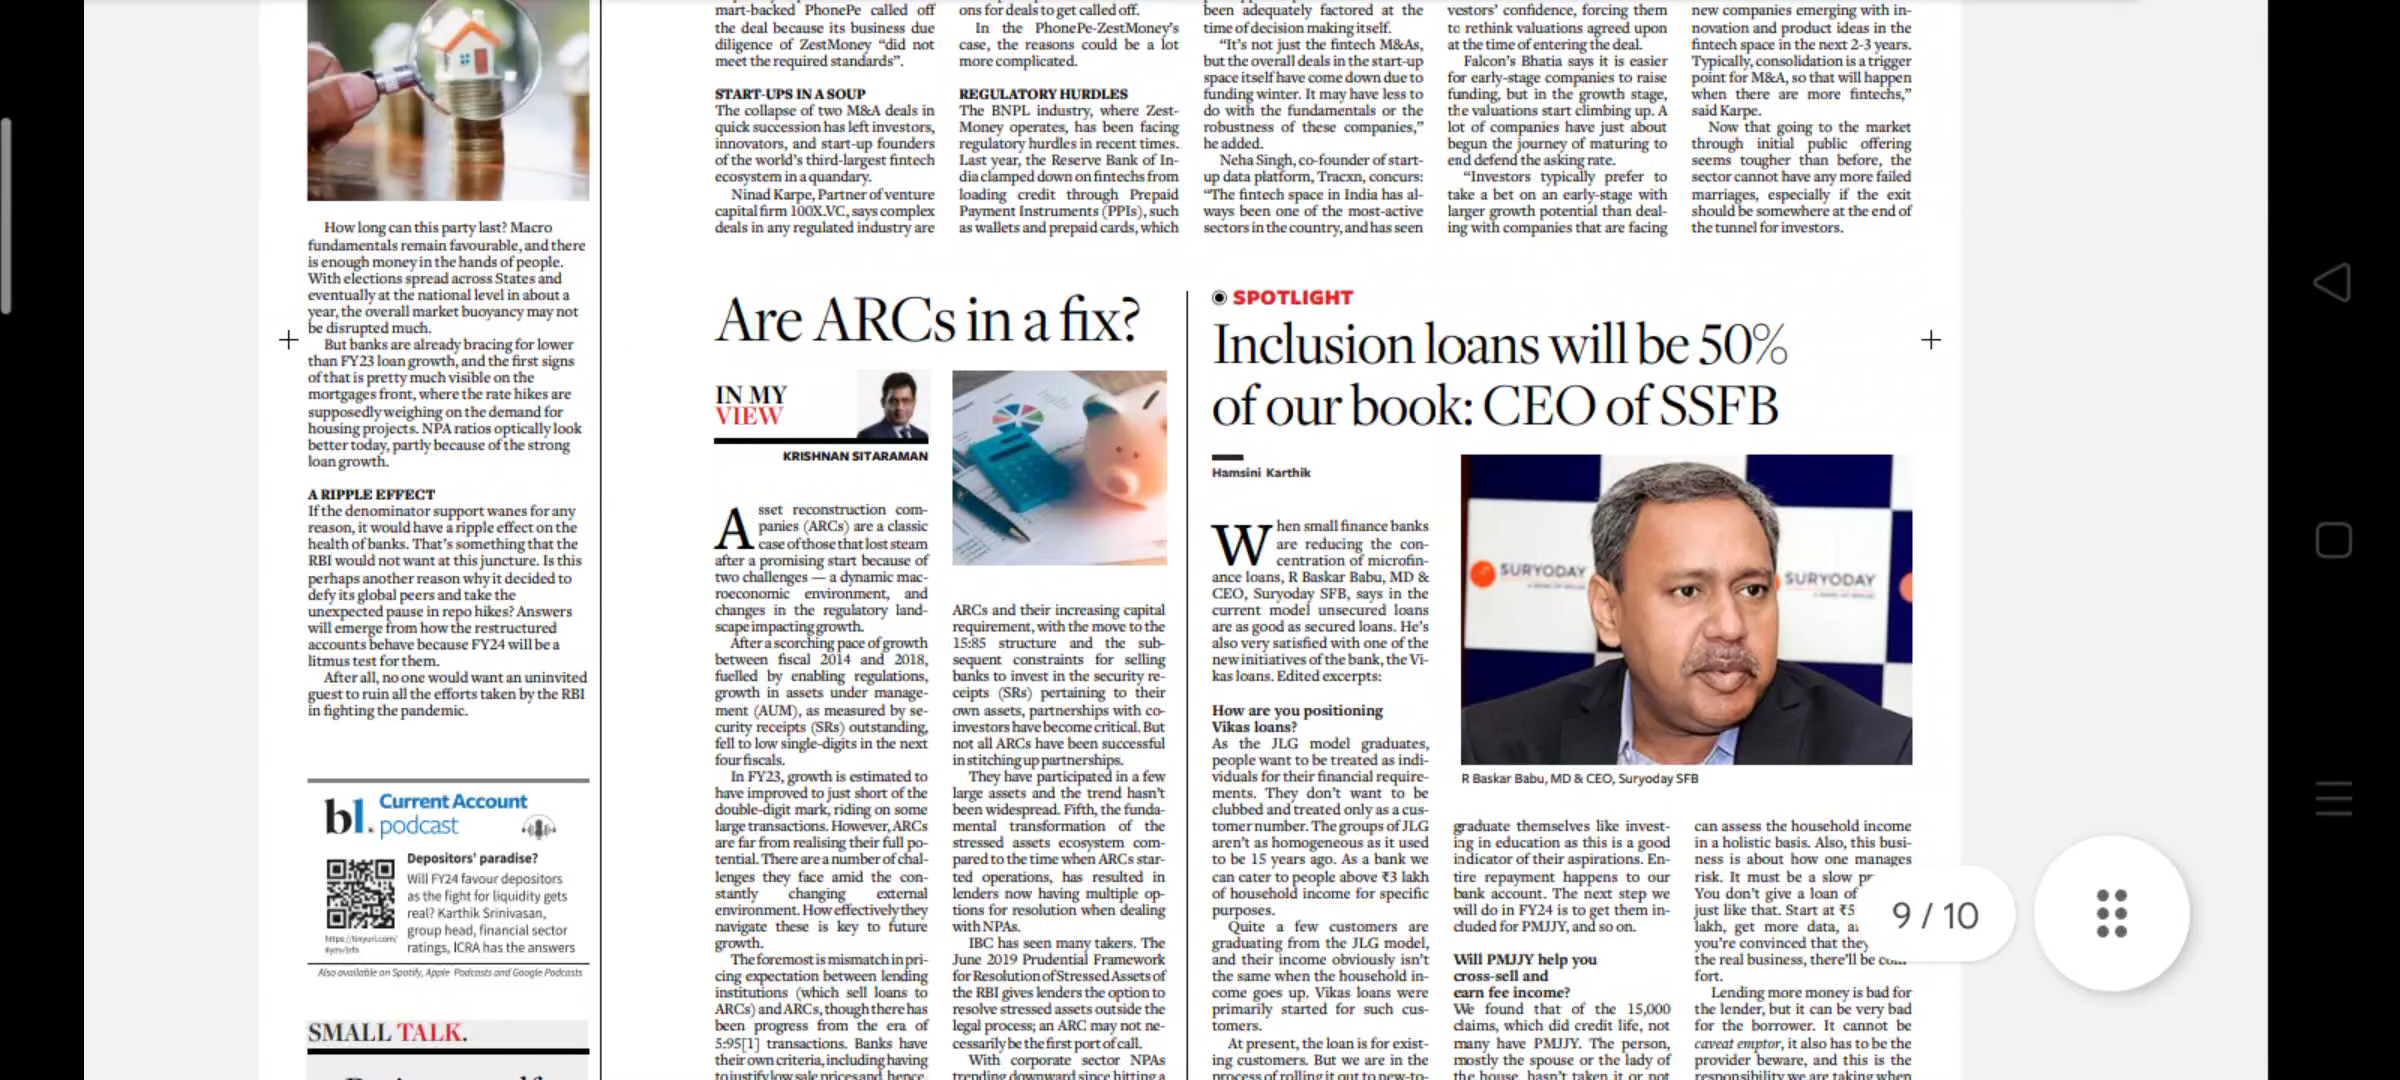 How long can this party last? Macro
fundamentals remain favourable, and there
is enough money in the hands of people.
With elections spread across States and
eventually at the national level in about a
year, the overall market buoyancy may not
be disrupted much.
But banks are already bracing for lower
than FY23 loan growth, and the first signs
of that is pretty much visible on the
mortgages front, where the rate hikes are
supposedly weighing on the demand for
housing projects. NPA ratios optically look
better today, partly because of the strong
loan growth.
A RIPPLE EFFECT
If the denominator support wanes for any
reason, it would have a ripple effect on the
health of banks. That's something that the
RBI would not want at this juncture. Is this
perhaps another reason why it decided to
defy its global peers and take the
unexpected pause in repo hikes? Answers
will emerge from how the restructured
accounts behave because FY24 will be a
litmus test for them.
After all, no one would want an uninvited
guest to ruin all the efforts taken by the RBI
in fighting the pandemic.
bl. Current Account
podcast
Depositors' paradise?
Will FY24 favour depositors
as the fight for liquidity gets
real? Karthik Srinivasan,
group head, financial sector
ratings, ICRA has the answers
https://tinyurl.com/
Also available on Spotify, Apple Podcasts and Google Podcasts
SMALL TALK.
mart-backed PhonePe called off
the deal because its business due
diligence of ZestMoney "did not
meet the required standards".
START-UPS IN A SOUP
The collapse of two M&A deals in
quick succession has left investors,
innovators, and start-up founders
of the world's third-largest fintech
ecosystem in a quandary.
Ninad Karpe, Partner of venture
capital firm 100X.VC, says complex
deals in any regulated industry are
ons for deals to get called off.
In the PhonePe-ZestMoney's
case, the reasons could be a lot
more complicated.
REGULATORY HURDLES
The BNPL industry, where Zest-
Money operates, has been facing
regulatory hurdles in recent times.
Last year, the Reserve Bank of In-
dia clamped down on fintechs from
loading credit through Prepaid
Payment Instruments (PPIs), such
as wallets and prepaid cards, which
been adequately factored at the
time of decision making itself.
"It's not just the fintech M&As,
but the overall deals in the start-up
space itself have come down due to
funding winter. It may have less to
do with the fundamentals or the
robustness of these companies,"
he added.
Neha Singh, co-founder of start-
up data platform, Tracxn, concurs:
"The fintech space in India has al-
ways been one of the most-active
sectors in the country, and has seen
vestors' confidence, forcing them
to rethink valuations agreed upon
at the time of entering the deal.
Falcon's Bhatia says it is easier
for early-stage companies to raise
funding, but in the growth stage,
the valuations start climbing up. A
lot of companies have just about
begun the journey of maturing to
end defend the asking rate.
"Investors typically prefer to
take a bet on an early-stage with
larger growth potential than deal-
ing with companies that are facing
new companies emerging with in-
novation and product ideas in the
fintech space in the next 2-3 years.
Typically, consolidation is a trigger
point for M&A, so that will happen
when there are more fintechs,"
said Karpe.
Now that going to the market
through initial public offering
seems tougher than before, the
sector cannot have any more failed
marriages, especially if the exit
should be somewhere at the end of
the tunnel for investors.
Are ARCs in a fix?
IN MY
VIEW
KRISHNAN SITARAMAN
Asset reconstruction com-
panies (ARCs) are a classic
case of those that lost steam
after a promising start because of
two challenges — a dynamic mac-
roeconomic environment, and
changes in the regulatory land-
scape impacting growth.
After a scorching pace of growth
between fiscal 2014 and 2018,
fuelled by enabling regulations,
growth in assets under manage-
ment (AUM), as measured by se-
curity receipts (SRs) outstanding,
fell to low single-digits in the next
four fiscals.
In FY23, growth is estimated to
have improved to just short of the
double-digit mark, riding on some
large transactions. However, ARCs
are far from realising their full po-
tential. There are a number of chal-
lenges they face amid the con-
stantly changing external
environment. How effectively they
navigate these is key to future
growth.
The foremost is mismatch in pri-
cing expectation between lending
institutions (which sell loans to
ARCs) and ARCs, though there has
been progress from the era of
5:95[1] transactions. Banks have
their own criteria, including having
to justify low sale prices and, hence,
ARCs and their increasing capital
requirement, with the move to the
15:85 structure and the sub-
sequent constraints for selling
banks to invest in the security re-
ceipts (SRs) pertaining to their
own assets, partnerships with co-
investors have become critical. But
not all ARCs have been successful
in stitching up partnerships.
They have participated in a few
large assets and the trend hasn't
been widespread. Fifth, the funda-
mental transformation of the
stressed assets ecosystem com-
pared to the time when ARCs star-
ted operations, has resulted in
lenders now having multiple op-
tions for resolution when dealing
with NPAs.
IBC has seen many takers. The
June 2019 Prudential Framework
for Resolution of Stressed Assets of
the RBI gives lenders the option to
resolve stressed assets outside the
legal process; an ARC may not ne-
cessarily be the first port of call.
With corporate sector NPAs
trending downward since hitting a
SPOTLIGHT
Inclusion loans will be 50%
of our book: CEO of SSFB
Hamsini Karthik
When small finance banks
are reducing the con-
centration of microfin-
ance loans, R Baskar Babu, MD &
CEO, Suryoday SFB, says in the
current model unsecured loans
are as good as secured loans. He's
also very satisfied with one of the
new initiatives of the bank, the Vi-
kas loans. Edited excerpts:
How are you positioning
Vikas loans?
As the JLG model graduates,
people want to be treated as indi-
viduals for their financial require-
ments. They don't want to be
clubbed and treated only as a cus-
tomer number. The groups of JLG
aren't as homogeneous as it used
to be 15 years ago. As a bank we
can cater to people above ₹3 lakh
of household income for specific
purposes.
Quite a few customers are
graduating from the JLG model,
and their income obviously isn't
the same when the household in-
come goes up. Vikas loans were
primarily started for such cus-
tomers.
At present, the loan is for exist-
ing customers. But we are in the
process of rolling it out to new-to-
SURYODAY
SURYODAY
R Baskar Babu, MD & CEO, Suryoday SFB
graduate themselves like invest-
ing in education as this is a good
indicator of their aspirations. En-
tire repayment happens to our
bank account. The next step we
will do in FY24 is to get them in-
cluded for PMJJY, and so on.
Will PMJJY help you
cross-sell and
earn fee income?
We found that of the 15,000
claims, which did credit life, not
many have PMJJY. The person,
mostly the spouse or the lady of
the house, hasn't taken it or not
can assess the household income
in a holistic basis. Also, this busi-
ness is about how one manages
risk. It must be a slow pr
You don't give a loan of
just like that. Start at ₹5
lakh, get more data, a
you're convinced that they
the real business, there'll be com-
fort.
Lending more money is bad for
the lender, but it can be very bad
for the borrower. It cannot be
caveat emptor, it also has to be the
provider beware, and this is the
responsibility we are taking when
9 / 10